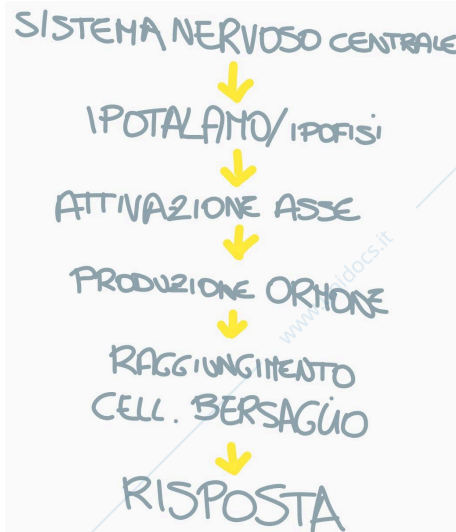 SISTEMA NERVOSO CENTRALE
IPOTALAMO/IPOFISI
ATTIVAZIONE ASSE
PRODUZIONE ORMONE
RAGGIUNGIMENTO
CELL. BERSAGLIO
RISPOSTA